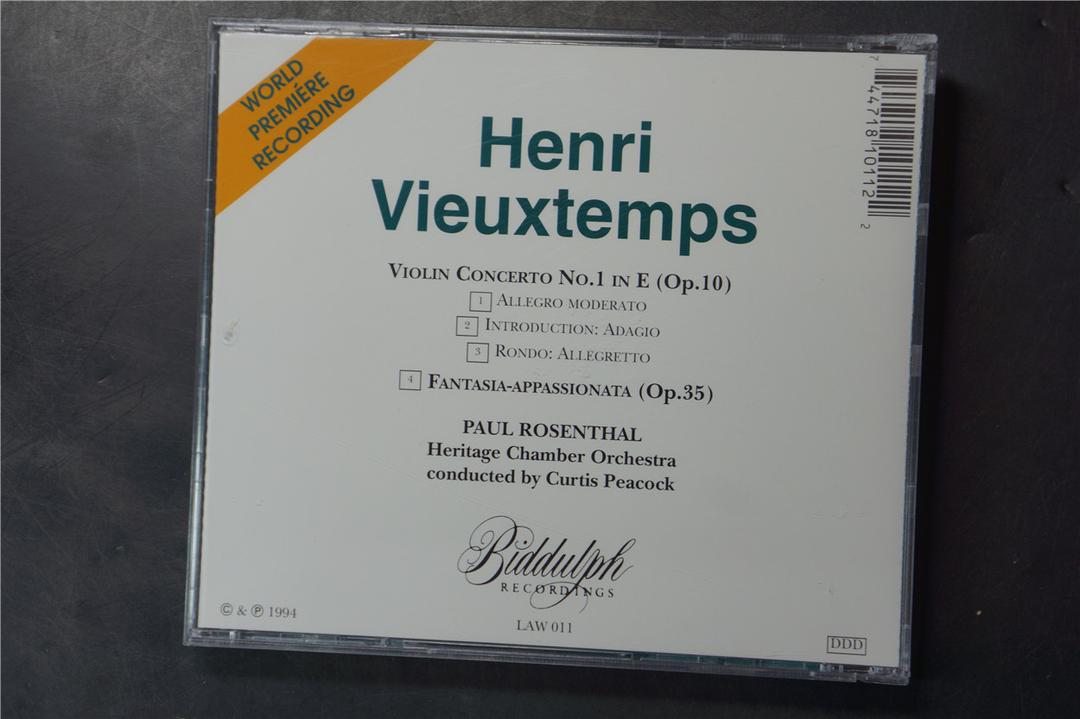 WORLD
PREMIÉRE
RECORDING
Henri
Vieuxtemps
VIOLIN CONCERTO NO.1 IN E (Op.10)
1 ALLEGRO MODERATO
2 INTRODUCTION: ADAGIO
3 RONDO: ALLEGRETTO
4 FANTASIA-APPASSIONATA (Op.35)
PAUL ROSENTHAL
Heritage Chamber Orchestra
conducted by Curtis Peacock
Biddulph
RECORDINGS
LAW 011
© & ℗ 1994
DDD
7 44718 10112 2